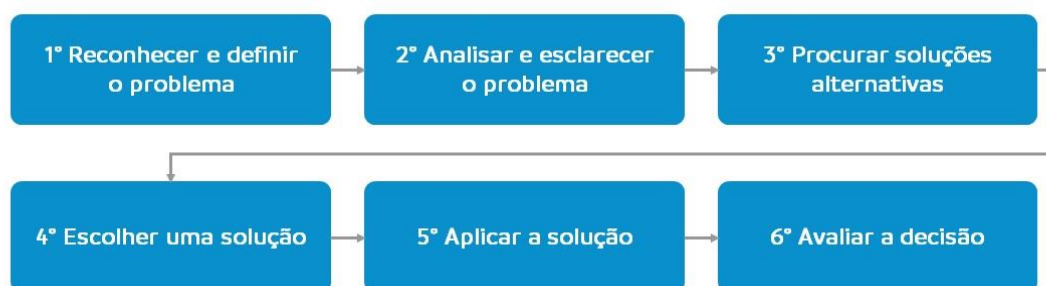 1° Reconhecer e definir
o problema
2° Analisar e esclarecer
o problema
3° Procurar soluções
alternativas
4° Escolher uma solução
5° Aplicar a solução
6° Avaliar a decisão